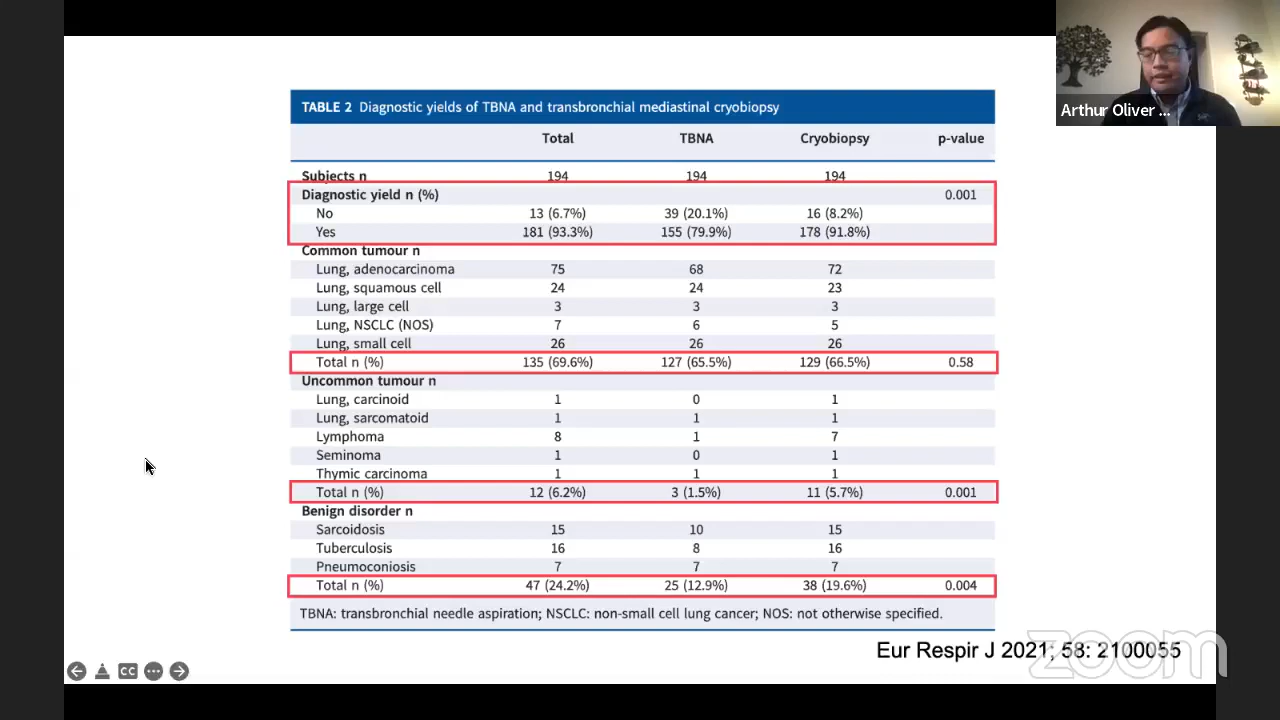 Arthur Oliver ...
TABLE 2 Diagnostic yields of TBNA and transbronchial mediastinal cryobiopsy
Total TBNA Cryobiopsy p-value
Subjects n 194 194 194
Diagnostic yield n (%) 0.001
No 13 (6.7%) 39 (20.1%) 16 (8.2%)
Yes 181 (93.3%) 155 (79.9%) 178 (91.8%)
Common tumour n
Lung, adenocarcinoma 75 68 72
Lung, squamous cell 24 24 23
Lung, large cell 3 3 3
Lung, NSCLC (NOS) 7 6 5
Lung, small cell 26 26 26
Total n (%) 135 (69.6%) 127 (65.5%) 129 (66.5%) 0.58
Uncommon tumour n
Lung, carcinoid 1 0 1
Lung, sarcomatoid 1 1 1
Lymphoma 8 1 7
Seminoma 1 0 1
Thymic carcinoma 1 1 1
Total n (%) 12 (6.2%) 3 (1.5%) 11 (5.7%) 0.001
Benign disorder n
Sarcoidosis 15 10 15
Tuberculosis 16 8 16
Pneumoconiosis 7 7 7
Total n (%) 47 (24.2%) 25 (12.9%) 38 (19.6%) 0.004
TBNA: transbronchial needle aspiration; NSCLC: non-small cell lung cancer; NOS: not otherwise specified.
Eur Respir J 2021; 58: 2100055
zoom
CC